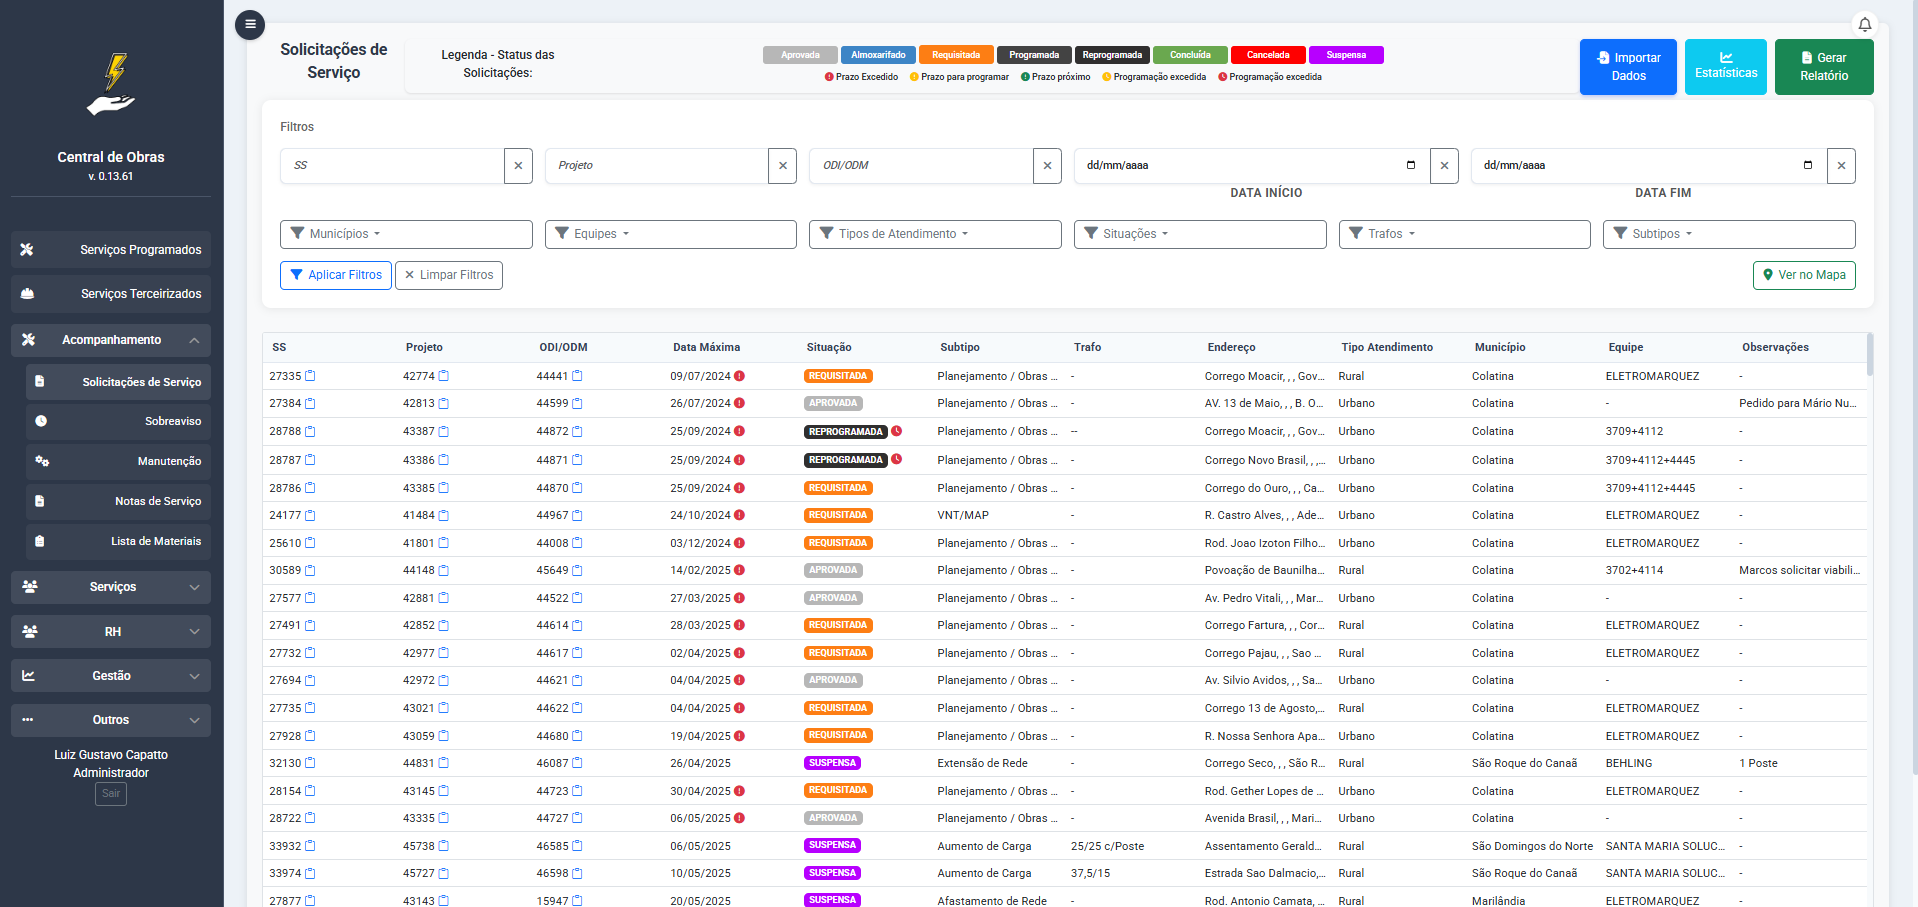 Central de Obras
v. 0.13.61
Serviços Programados
Serviços Terceirizados
Acompanhamento
Solicitações de Serviço
Sobreaviso
Manutenção
Notas de Serviço
Lista de Materiais
Serviços
RH
Gestão
Outros
Luiz Gustavo Capatto
Administrador
Sair
Solicitações de
Serviço
Legenda - Status das
Solicitações:
Aprovada Almoxarifado Requisitada Programada Reprogramada Concluída Cancelada Suspensa
Prazo Excedido Prazo para programar Prazo próximo Programação excedida Programação excedida
Importar
Dados
Estatísticas
Gerar
Relatório
Filtros
SS Projeto ODI/ODM dd/mm/aaaa dd/mm/aaaa
DATA INÍCIO DATA FIM
Municípios Equipes Tipos de Atendimento Situações Trafos Subtipos
Aplicar Filtros Limpar Filtros Ver no Mapa
SS Projeto ODI/ODM Data Máxima Situação Subtipo Trafo Endereço Tipo Atendimento Município Equipe Observações
27335 42774 44441 09/07/2024 REQUISITADA Planejamento / Obras ... - Corrego Moacir, , , Gov... Rural Colatina ELETROMARQUEZ -
27384 42813 44599 26/07/2024 APROVADA Planejamento / Obras ... - AV. 13 de Maio, , , B. O... Urbano Colatina - Pedido para Mário Nu...
28788 43387 44872 25/09/2024 REPROGRAMADA Planejamento / Obras ... -- Corrego Moacir, , , Gov... Urbano Colatina 3709+4112 -
28787 43386 44871 25/09/2024 REPROGRAMADA Planejamento / Obras ... - Corrego Novo Brasil, , ,... Urbano Colatina 3709+4112+4445 -
28786 43385 44870 25/09/2024 REQUISITADA Planejamento / Obras ... - Corrego do Ouro, , , Ca... Urbano Colatina 3709+4112+4445 -
24177 41484 44967 24/10/2024 REQUISITADA VNT/MAP - R. Castro Alves, , , Ade... Urbano Colatina ELETROMARQUEZ -
25610 41801 44008 03/12/2024 REQUISITADA Planejamento / Obras ... - Rod. Joao Izoton Filho... Urbano Colatina ELETROMARQUEZ -
30589 44148 45649 14/02/2025 APROVADA Planejamento / Obras ... - Povoação de Baunilha... Rural Colatina 3702+4114 Marcos solicitar viabili...
27577 42881 44522 27/03/2025 APROVADA Planejamento / Obras ... - Av. Pedro Vitali, , , Mar... Urbano Colatina - -
27491 42852 44614 28/03/2025 REQUISITADA Planejamento / Obras ... - Corrego Fartura, , , Cor... Rural Colatina ELETROMARQUEZ -
27732 42977 44617 02/04/2025 REQUISITADA Planejamento / Obras ... - Corrego Pajau, , , Sao ... Rural Colatina ELETROMARQUEZ -
27694 42972 44621 04/04/2025 APROVADA Planejamento / Obras ... - Av. Silvio Avidos, , , Sa... Urbano Colatina - -
27735 43021 44622 04/04/2025 REQUISITADA Planejamento / Obras ... - Corrego 13 de Agosto,... Rural Colatina ELETROMARQUEZ -
27928 43059 44680 19/04/2025 REQUISITADA Planejamento / Obras ... - R. Nossa Senhora Apa... Urbano Colatina ELETROMARQUEZ -
32130 44831 46087 26/04/2025 SUSPENSA Extensão de Rede - Corrego Seco, , , São R... Rural São Roque do Canaã BEHLING 1 Poste
28154 43145 44723 30/04/2025 REQUISITADA Planejamento / Obras ... - Rod. Gether Lopes de ... Urbano Colatina ELETROMARQUEZ -
28722 43335 44727 06/05/2025 APROVADA Planejamento / Obras ... - Avenida Brasil, , , Mari... Urbano Colatina - -
33932 45738 46585 06/05/2025 SUSPENSA Aumento de Carga 25/25 c/Poste Assentamento Gerald... Rural São Domingos do Norte SANTA MARIA SOLUC... -
33974 45727 46598 10/05/2025 SUSPENSA Aumento de Carga 37,5/15 Estrada Sao Dalmacio,... Rural São Roque do Canaã SANTA MARIA SOLUC... -
27877 43143 15947 20/05/2025 SUSPENSA Afastamento de Rede - Rod. Antonio Camata, ... Rural Marilândia ELETROMARQUEZ -